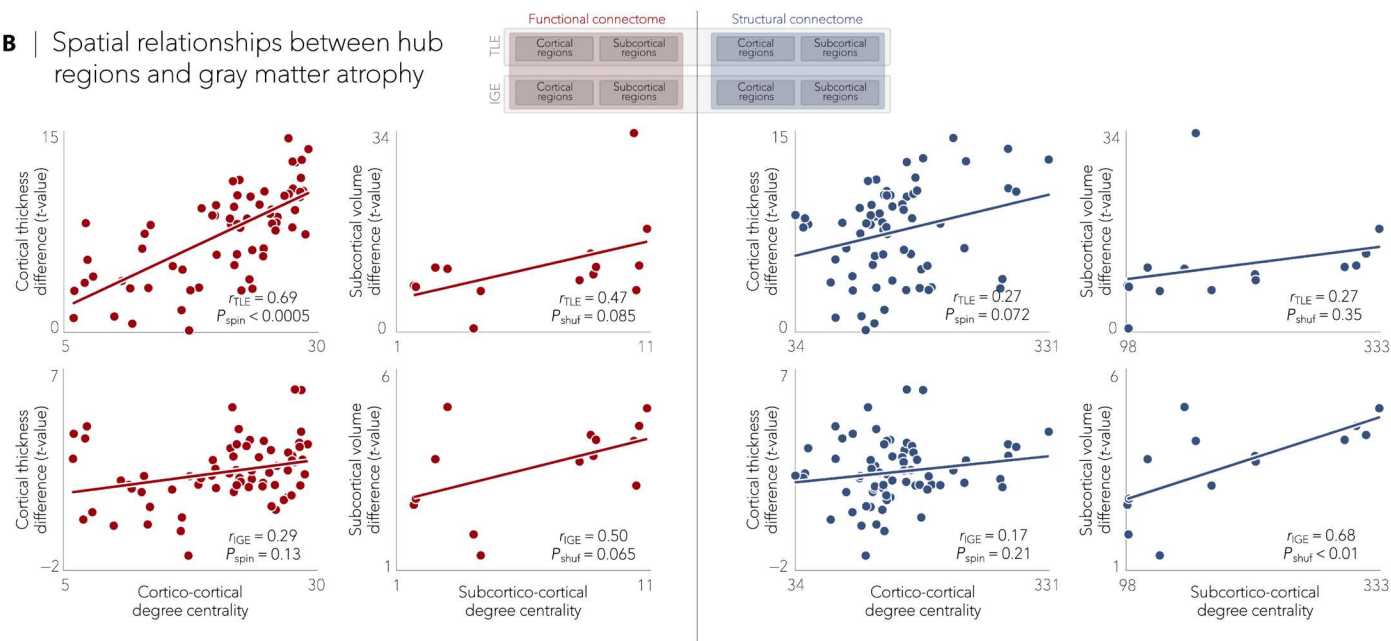 B | Spatial relationships between hub
regions and gray matter atrophy
Functional connectome
Structural connectome
TLE
Cortical
regions
Subcortical
regions
Cortical
regions
Subcortical
regions
IGE
Cortical
regions
Subcortical
regions
Cortical
regions
Subcortical
regions
Cortical thickness
difference (t-value)
15
0
5
30
rTLE = 0.69
Pspin < 0.0005
Subcortical volume
difference (t-value)
34
0
1
11
rTLE = 0.47
Pshuf = 0.085
Cortical thickness
difference (t-value)
15
0
34
331
rTLE = 0.27
Pspin = 0.072
Subcortical volume
difference (t-value)
34
0
98
333
rTLE = 0.27
Pshuf = 0.35
Cortical thickness
difference (t-value)
7
−2
5
30
rIGE = 0.29
Pspin = 0.13
Cortico-cortical
degree centrality
Subcortical volume
difference (t-value)
6
1
1
11
rIGE = 0.50
Pshuf = 0.065
Subcortico-cortical
degree centrality
Cortical thickness
difference (t-value)
7
−2
34
331
rIGE = 0.17
Pspin = 0.21
Cortico-cortical
degree centrality
Subcortical volume
difference (t-value)
6
1
98
333
rIGE = 0.68
Pshuf < 0.01
Subcortico-cortical
degree centrality